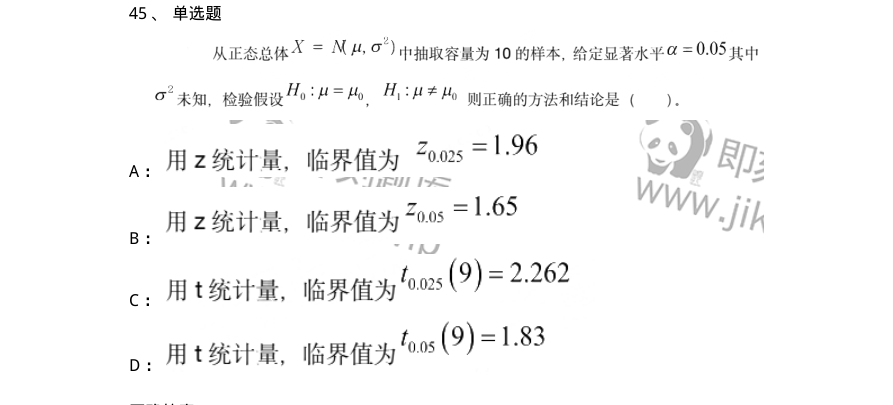 45 、 单选题
从正态总体 X = N( μ, σ²) 中抽取容量为 10 的样本, 给定显著水平 α = 0.05 其中
σ² 未知, 检验假设 H₀ : μ = μ₀, H₁ : μ ≠ μ₀ 则正确的方法和结论是 ( )。
A : 用 z 统计量, 临界值为 z₀.₀₂₅ = 1.96
B : 用 z 统计量, 临界值为 z₀.₀₅ = 1.65
C : 用 t 统计量, 临界值为 t₀.₀₂₅ (9) = 2.262
D : 用 t 统计量, 临界值为 t₀.₀₅ (9) = 1.83
www.jik